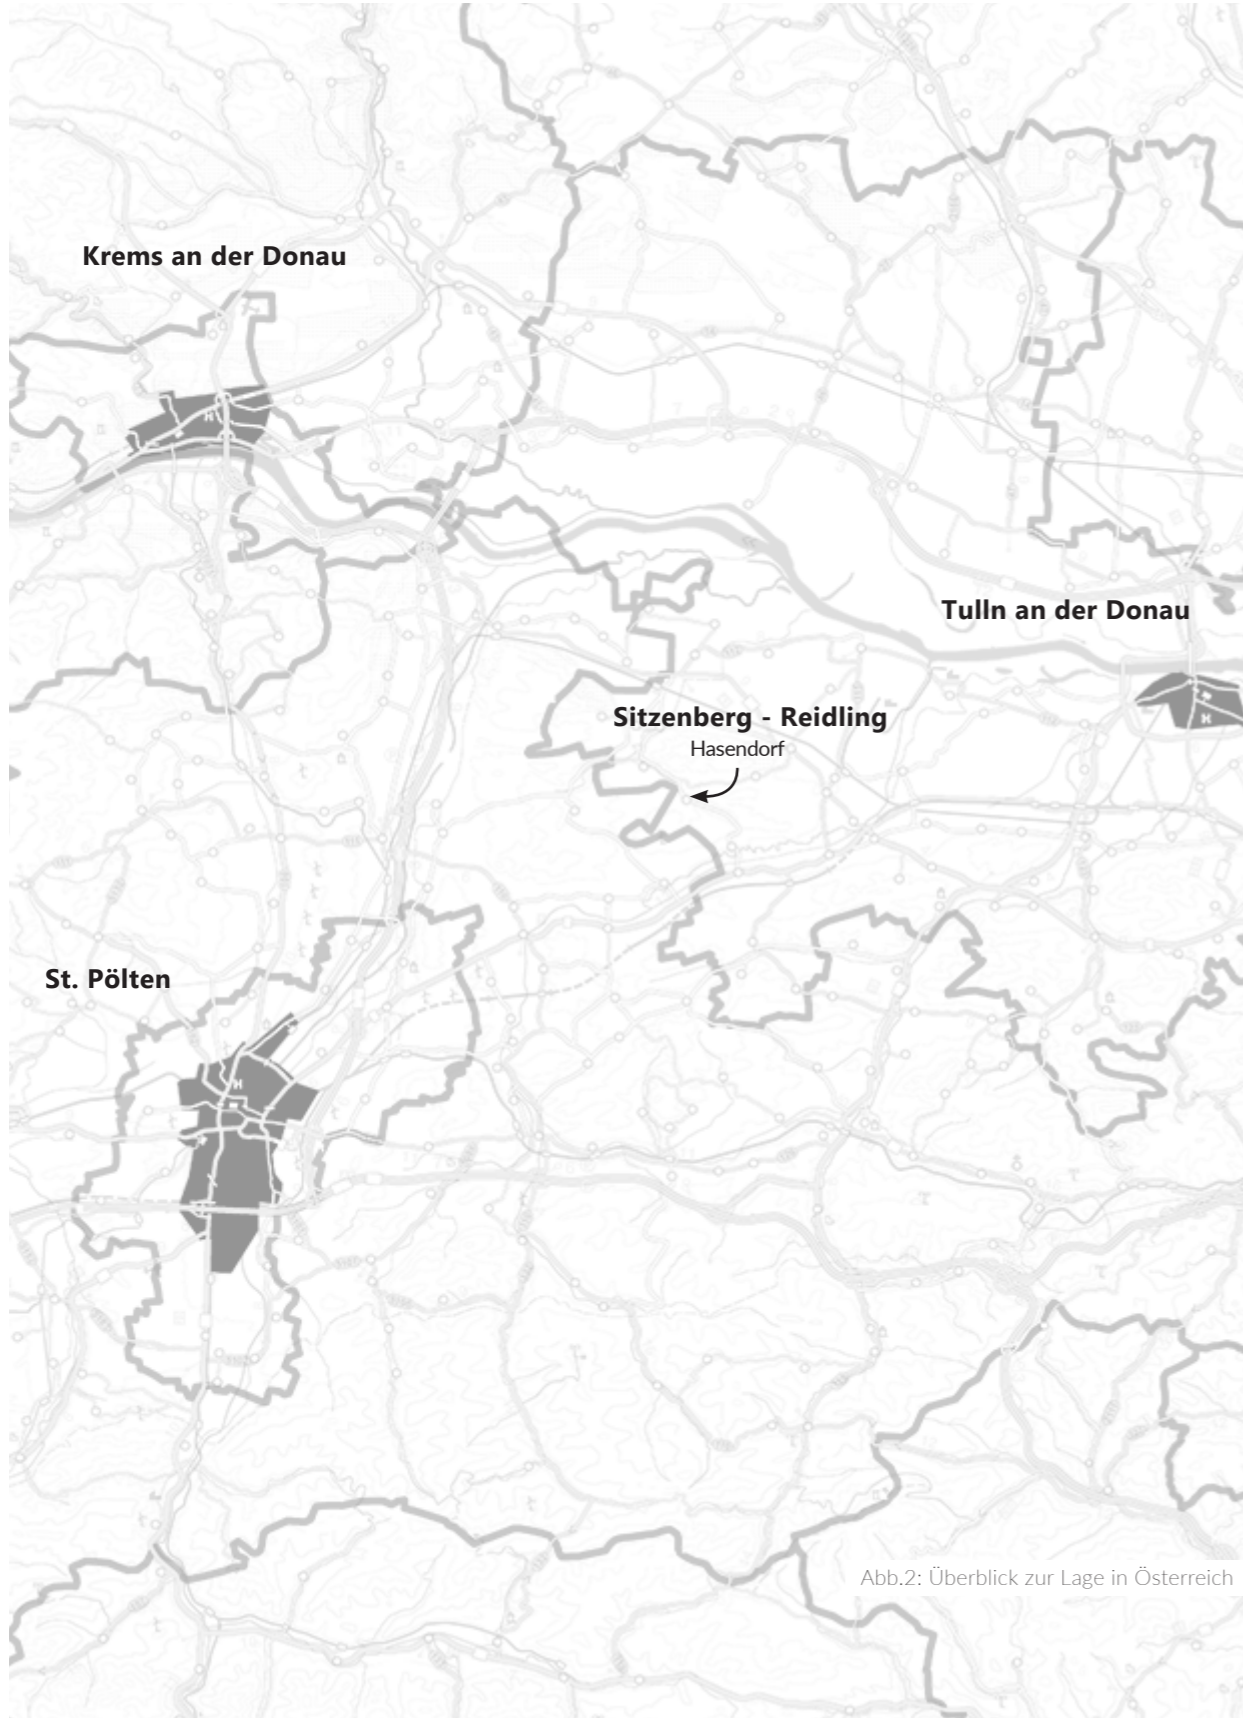 Krems an der Donau
Tulln an der Donau
Sitzenberg - Reidling
Hasendorf
St. Pölten
Abb.2: Überblick zur Lage in Österreich